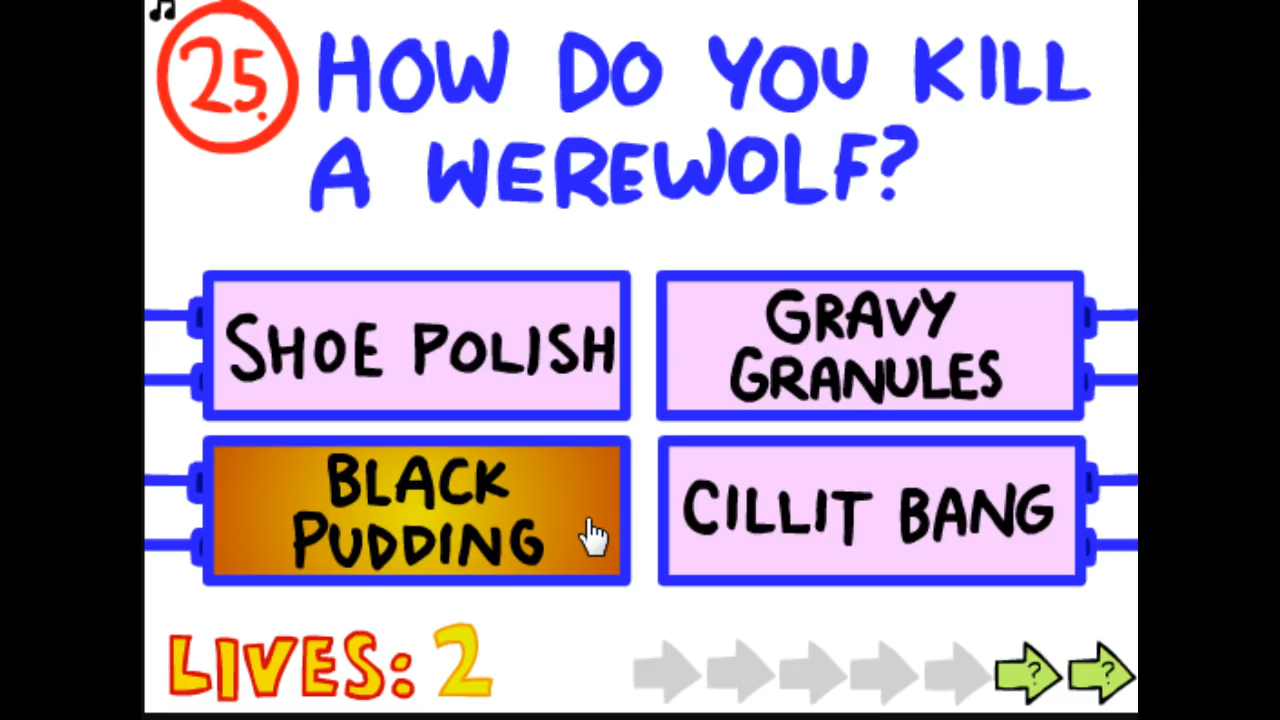 25.
HOW DO YOU KILL
A WEREWOLF?
SHOE POLISH
GRAVY
GRANULES
BLACK
PUDDING
CILLIT BANG
LIVES: 2
? ?